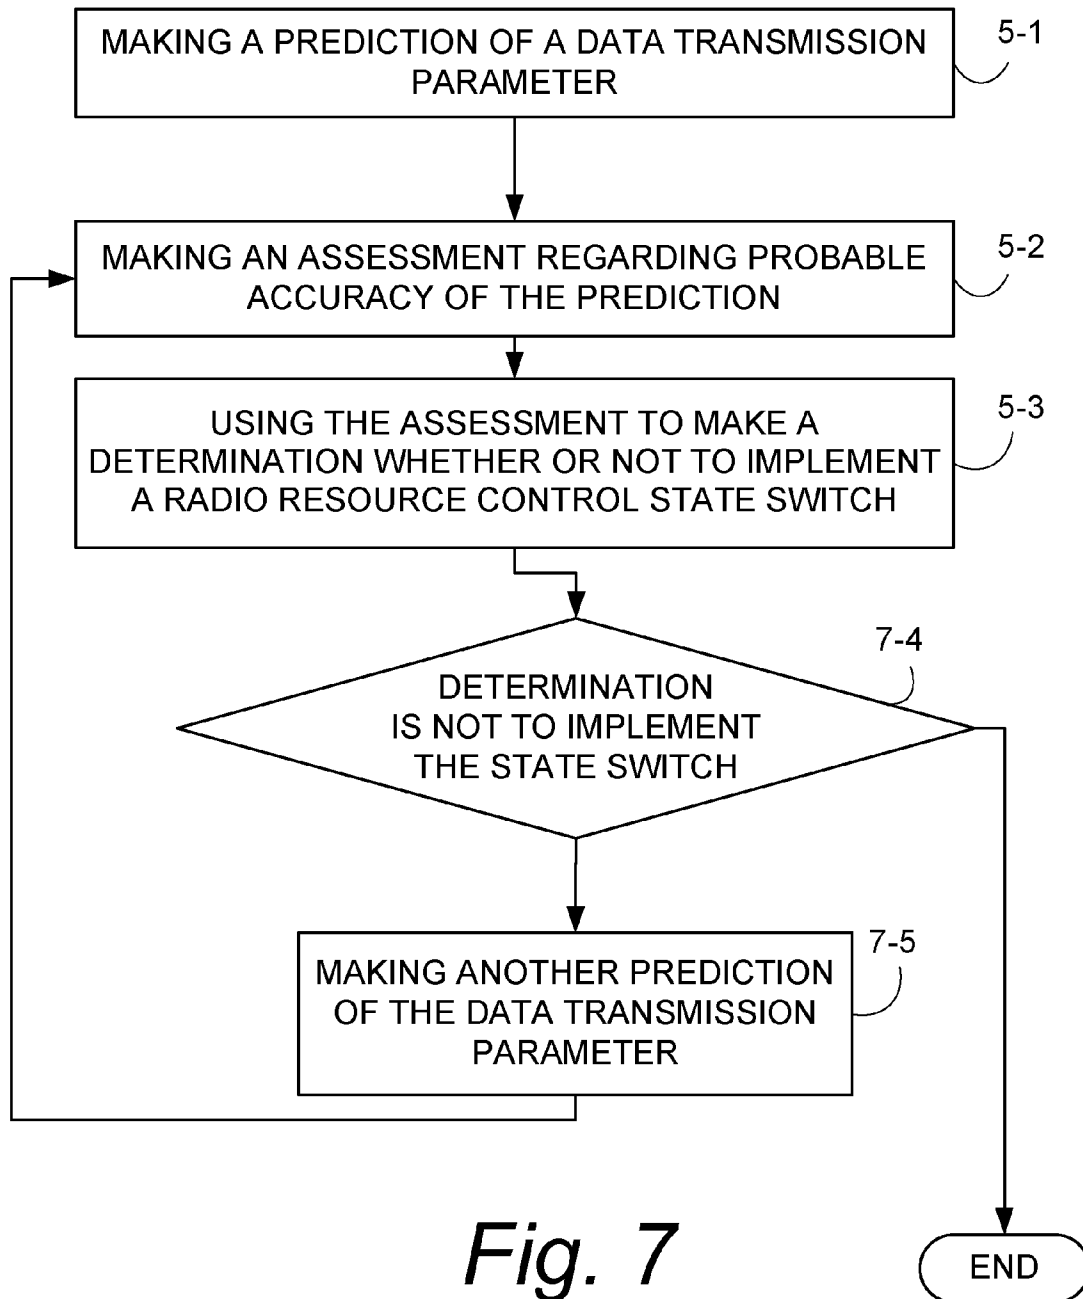 MAKING A PREDICTION OF A DATA TRANSMISSION
PARAMETER
5-1
MAKING AN ASSESSMENT REGARDING PROBABLE
ACCURACY OF THE PREDICTION
5-2
USING THE ASSESSMENT TO MAKE A
DETERMINATION WHETHER OR NOT TO IMPLEMENT
A RADIO RESOURCE CONTROL STATE SWITCH
5-3
DETERMINATION
IS NOT TO IMPLEMENT
THE STATE SWITCH
7-4
MAKING ANOTHER PREDICTION
OF THE DATA TRANSMISSION
PARAMETER
7-5
END
Fig. 7